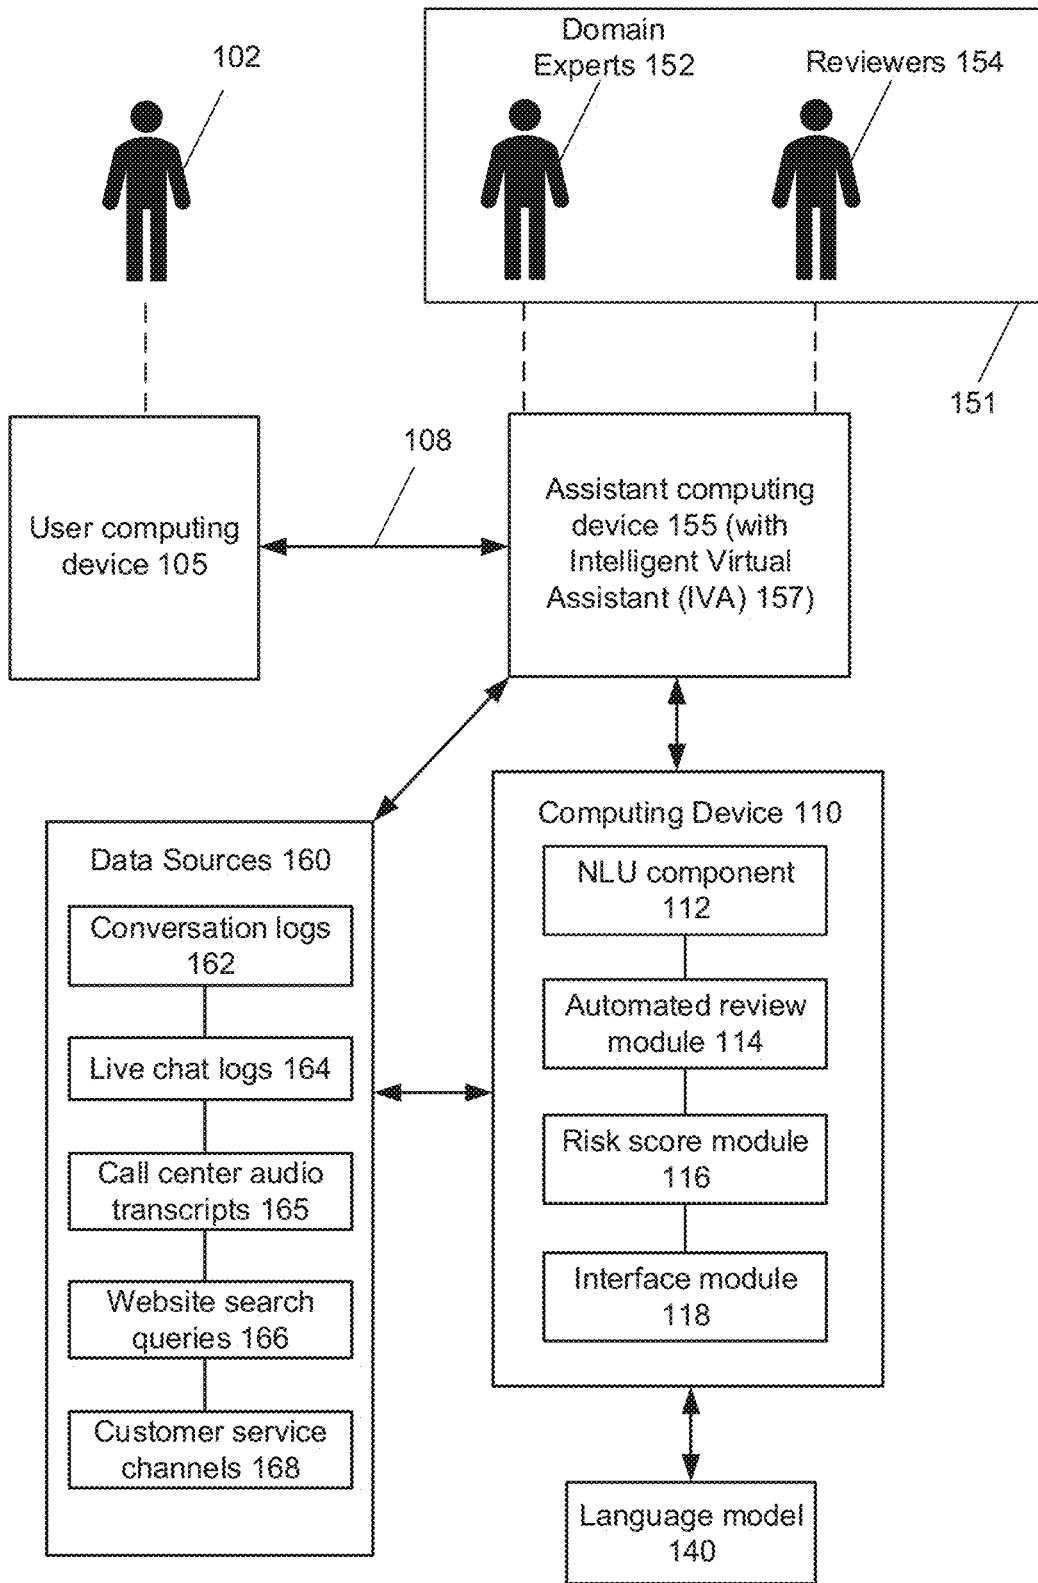 102
Domain
Experts 152
Reviewers 154
151
108
User computing
device 105
Assistant computing
device 155 (with
Intelligent Virtual
Assistant (IVA) 157)
Data Sources 160
Conversation logs
162
Live chat logs 164
Call center audio
transcripts 165
Website search
queries 166
Customer service
channels 168
Computing Device 110
NLU component
112
Automated review
module 114
Risk score module
116
Interface module
118
Language model
140